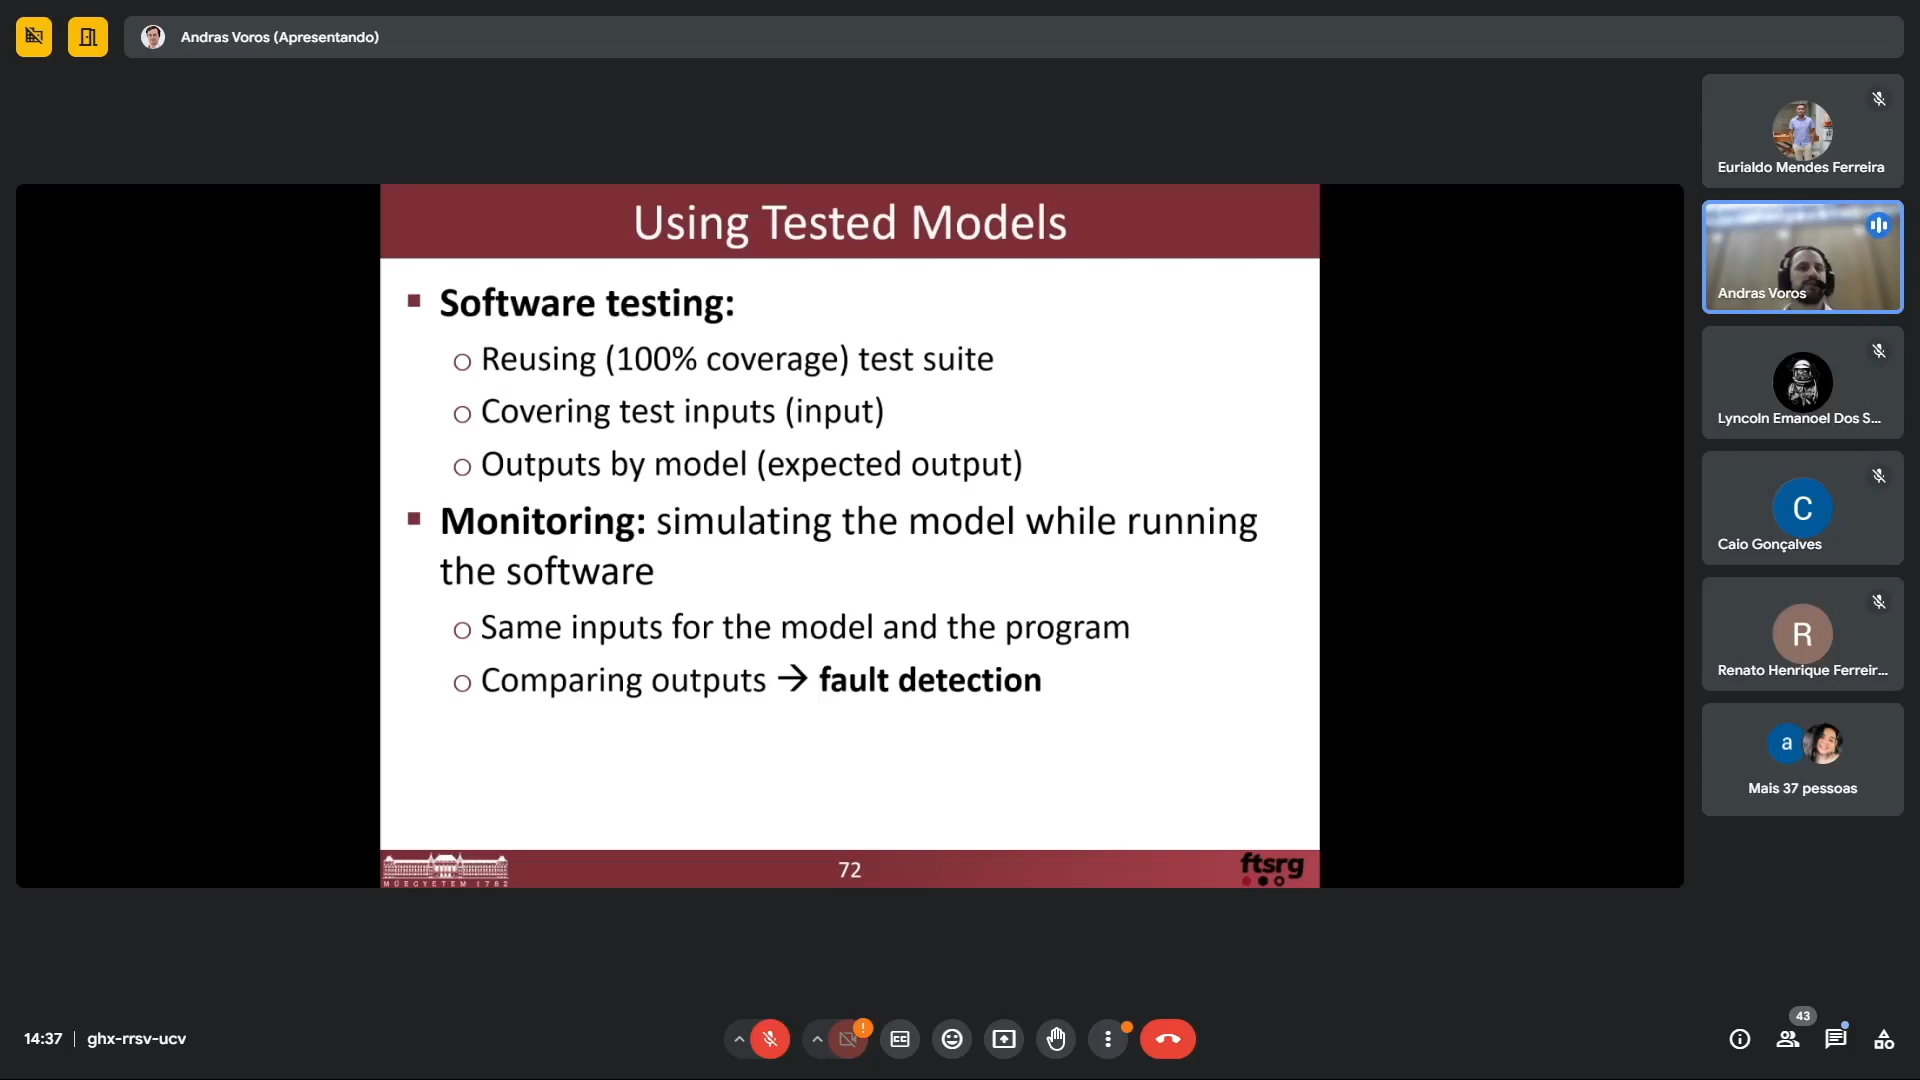 Andras Voros (Apresentando)
Using Tested Models
Software testing:
Reusing (100% coverage) test suite
Covering test inputs (input)
Outputs by model (expected output)
Monitoring: simulating the model while running
the software
Same inputs for the model and the program
Comparing outputs → fault detection
MŰEGYETEM 1782
72
ftsrg
Eurialdo Mendes Ferreira
Andras Voros
Lyncoln Emanoel Dos S...
C
Caio Gonçalves
R
Renato Henrique Ferreir...
a
Mais 37 pessoas
14:37 | ghx-rrsv-ucv
!
43